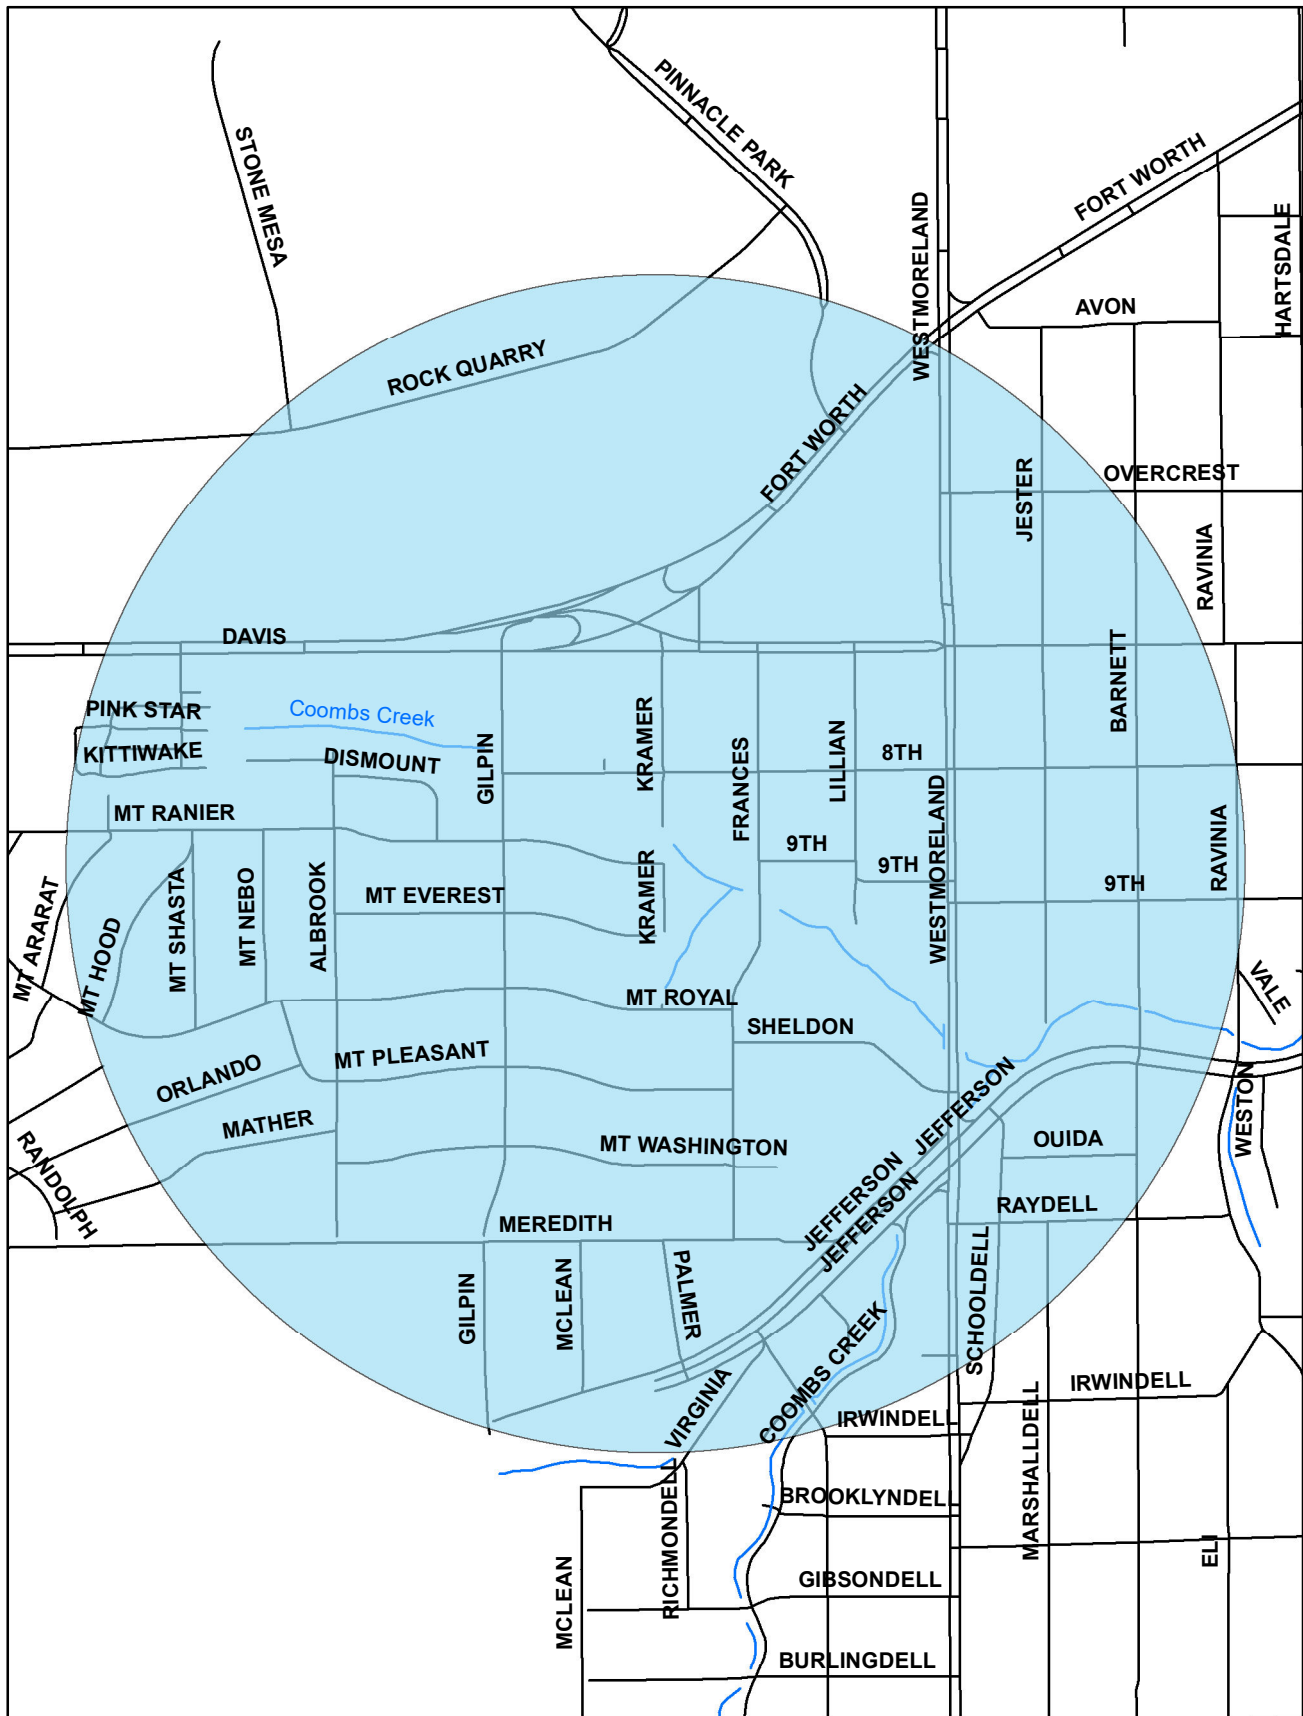 PINNACLE PARK
STONE MESA
FORT WORTH
HARTSDALE
WESTMORELAND
AVON
ROCK QUARRY
FORT WORTH
OVERCREST
JESTER
RAVINIA
DAVIS
BARNETT
PINK STAR
Coombs Creek
KITTIWAKE
DISMOUNT
GILPIN
KRAMER
FRANCES
LILLIAN
8TH
MT RANIER
9TH
9TH
WESTMORELAND
9TH
RAVINIA
MT ARARAT
MT HOOD
MT SHASTA
MT NEBO
ALBROOK
MT EVEREST
KRAMER
VALE
MT ROYAL
SHELDON
ORLANDO
MT PLEASANT
MATHER
MT WASHINGTON
JEFFERSON
OUIDA
WESTON
RANDOLPH
JEFFERSON
JEFFERSON
RAYDELL
MEREDITH
GILPIN
MCLEAN
PALMER
SCHOOLDELL
COOMBS CREEK
VIRGINIA
IRWINDELL
IRWINDELL
MARSHALLDELL
RICHMONDELL
BROOKLYNDELL
ELI
MCLEAN
GIBSONDELL
BURLINGDELL